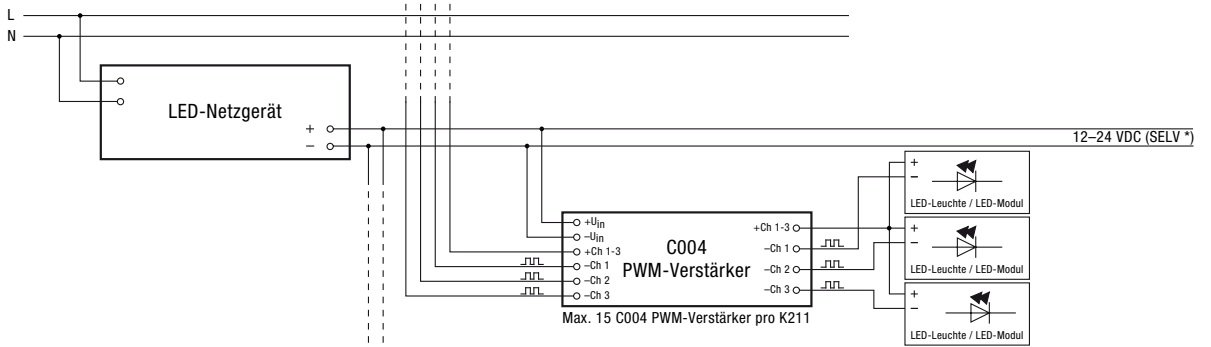 L
N
LED-Netzgerät
+
–
12–24 VDC (SELV *)
+Uin
–Uin
+Ch 1-3
–Ch 1
–Ch 2
–Ch 3
C004
PWM-Verstärker
+Ch 1-3
–Ch 1
–Ch 2
–Ch 3
Max. 15 C004 PWM-Verstärker pro K211
+
–
LED-Leuchte / LED-Modul
+
–
LED-Leuchte / LED-Modul
+
–
LED-Leuchte / LED-Modul